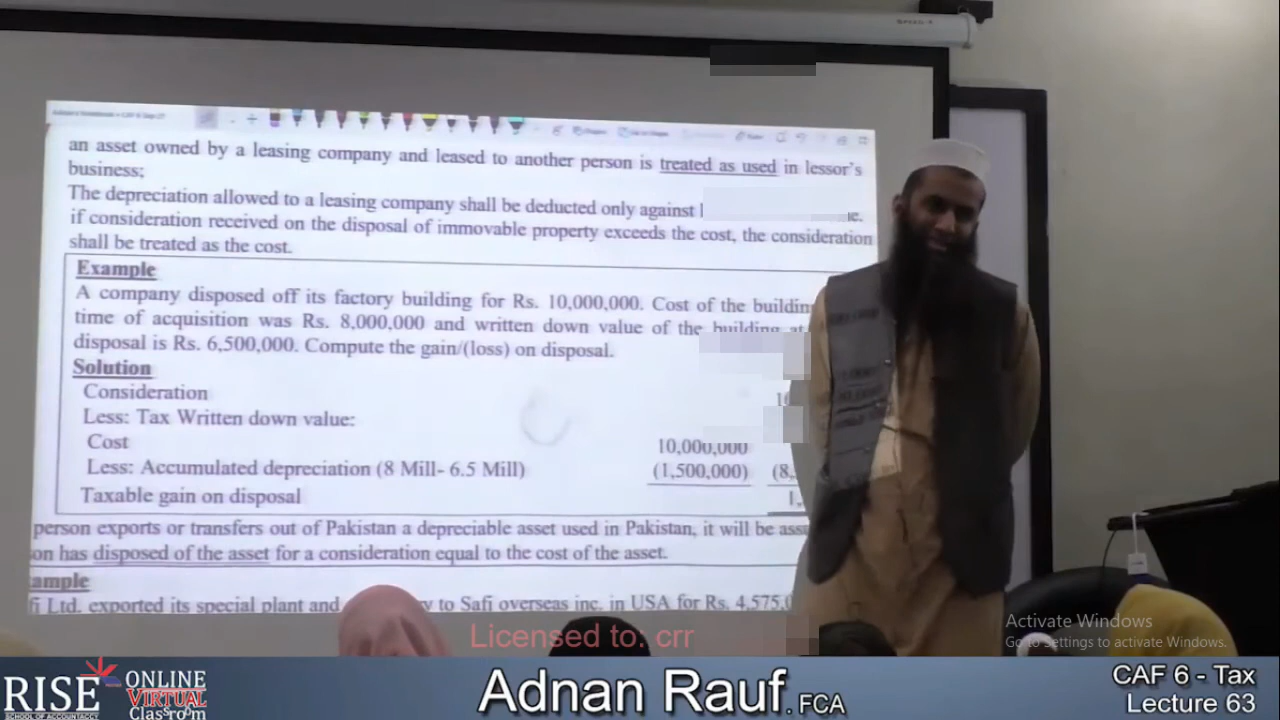 an asset owned by a leasing company and leased to another person is treated as used in lessor's
business;
The depreciation allowed to a leasing company shall be deducted only against
if consideration received on the disposal of immovable property exceeds the cost, the consideration
shall be treated as the cost.
Example
A company disposed off its factory building for Rs. 10,000,000. Cost of the
time of acquisition was Rs. 8,000,000 and written down value of the building at
disposal is Rs. 6,500,000. Compute the gain/(loss) on disposal.
Solution
Consideration
Less: Tax Written down value:
Cost 10,000,000
Less: Accumulated depreciation (8 Mill- 6.5 Mill) (1,500,000) (8,
Taxable gain on disposal 1,
person exports or transfers out of Pakistan a depreciable asset used in Pakistan, it will be
disposed of the asset for a consideration equal to the cost of the asset.
Ltd. exported its special plant and to Safi overseas inc. in USA for Rs.
Licensed to: crr
Activate Windows
Go to Settings to activate Windows.
RISE
SCHOOL OF ACCOUNTANCY
ONLINE
VIRTUAL
Classroom
Adnan Rauf. FCA
CAF 6 - Tax
Lecture 63